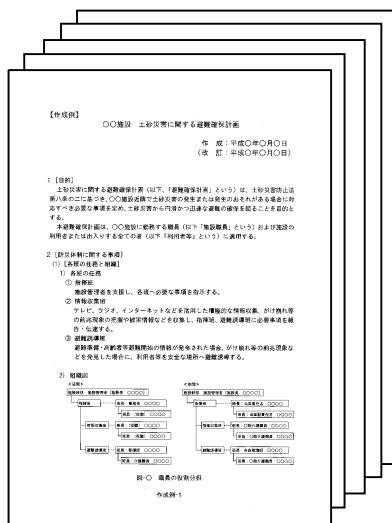 【作成例】
○○施設 土砂災害に関する避難確保計画
作 成：平成○年○月○日
（改 訂：平成○年○月○日）
1［目的］
土砂災害に関する避難確保計画（以下、「避難確保計画」という）は、土砂災害防止法
第八条の二に基づき、○○施設近隣で土砂災害の発生または発生のおそれがある場合に対
応すべき必要な事項を定め、土砂災害から円滑かつ迅速な避難の確保を図ることを目的と
する。
本避難確保計画は、○○施設に勤務する職員（以下「施設職員」という）および施設の
利用者または出入りする全ての者（以下「利用者等」という）に適用する。
2［防災体制に関する事項］
(1)［各班の任務と組織］
1) 各班の任務
① 指揮班
施設管理者を支援し、各班へ必要な事項を指示する。
② 情報収集班
テレビ、ラジオ、インターネットなどを活用した積極的な情報収集、がけ崩れ等
の前兆現象の把握や被害情報などを収集し、指揮班、避難誘導班に必要事項を報
告・伝達する。
③ 避難誘導班
避難準備・高齢者等避難開始の情報が発令された場合、がけ崩れ等の前兆現象な
どを発見した場合に、利用者等を安全な場所へ避難誘導する。
2) 組織図
図-○ 職員の役割分担
作成例-1